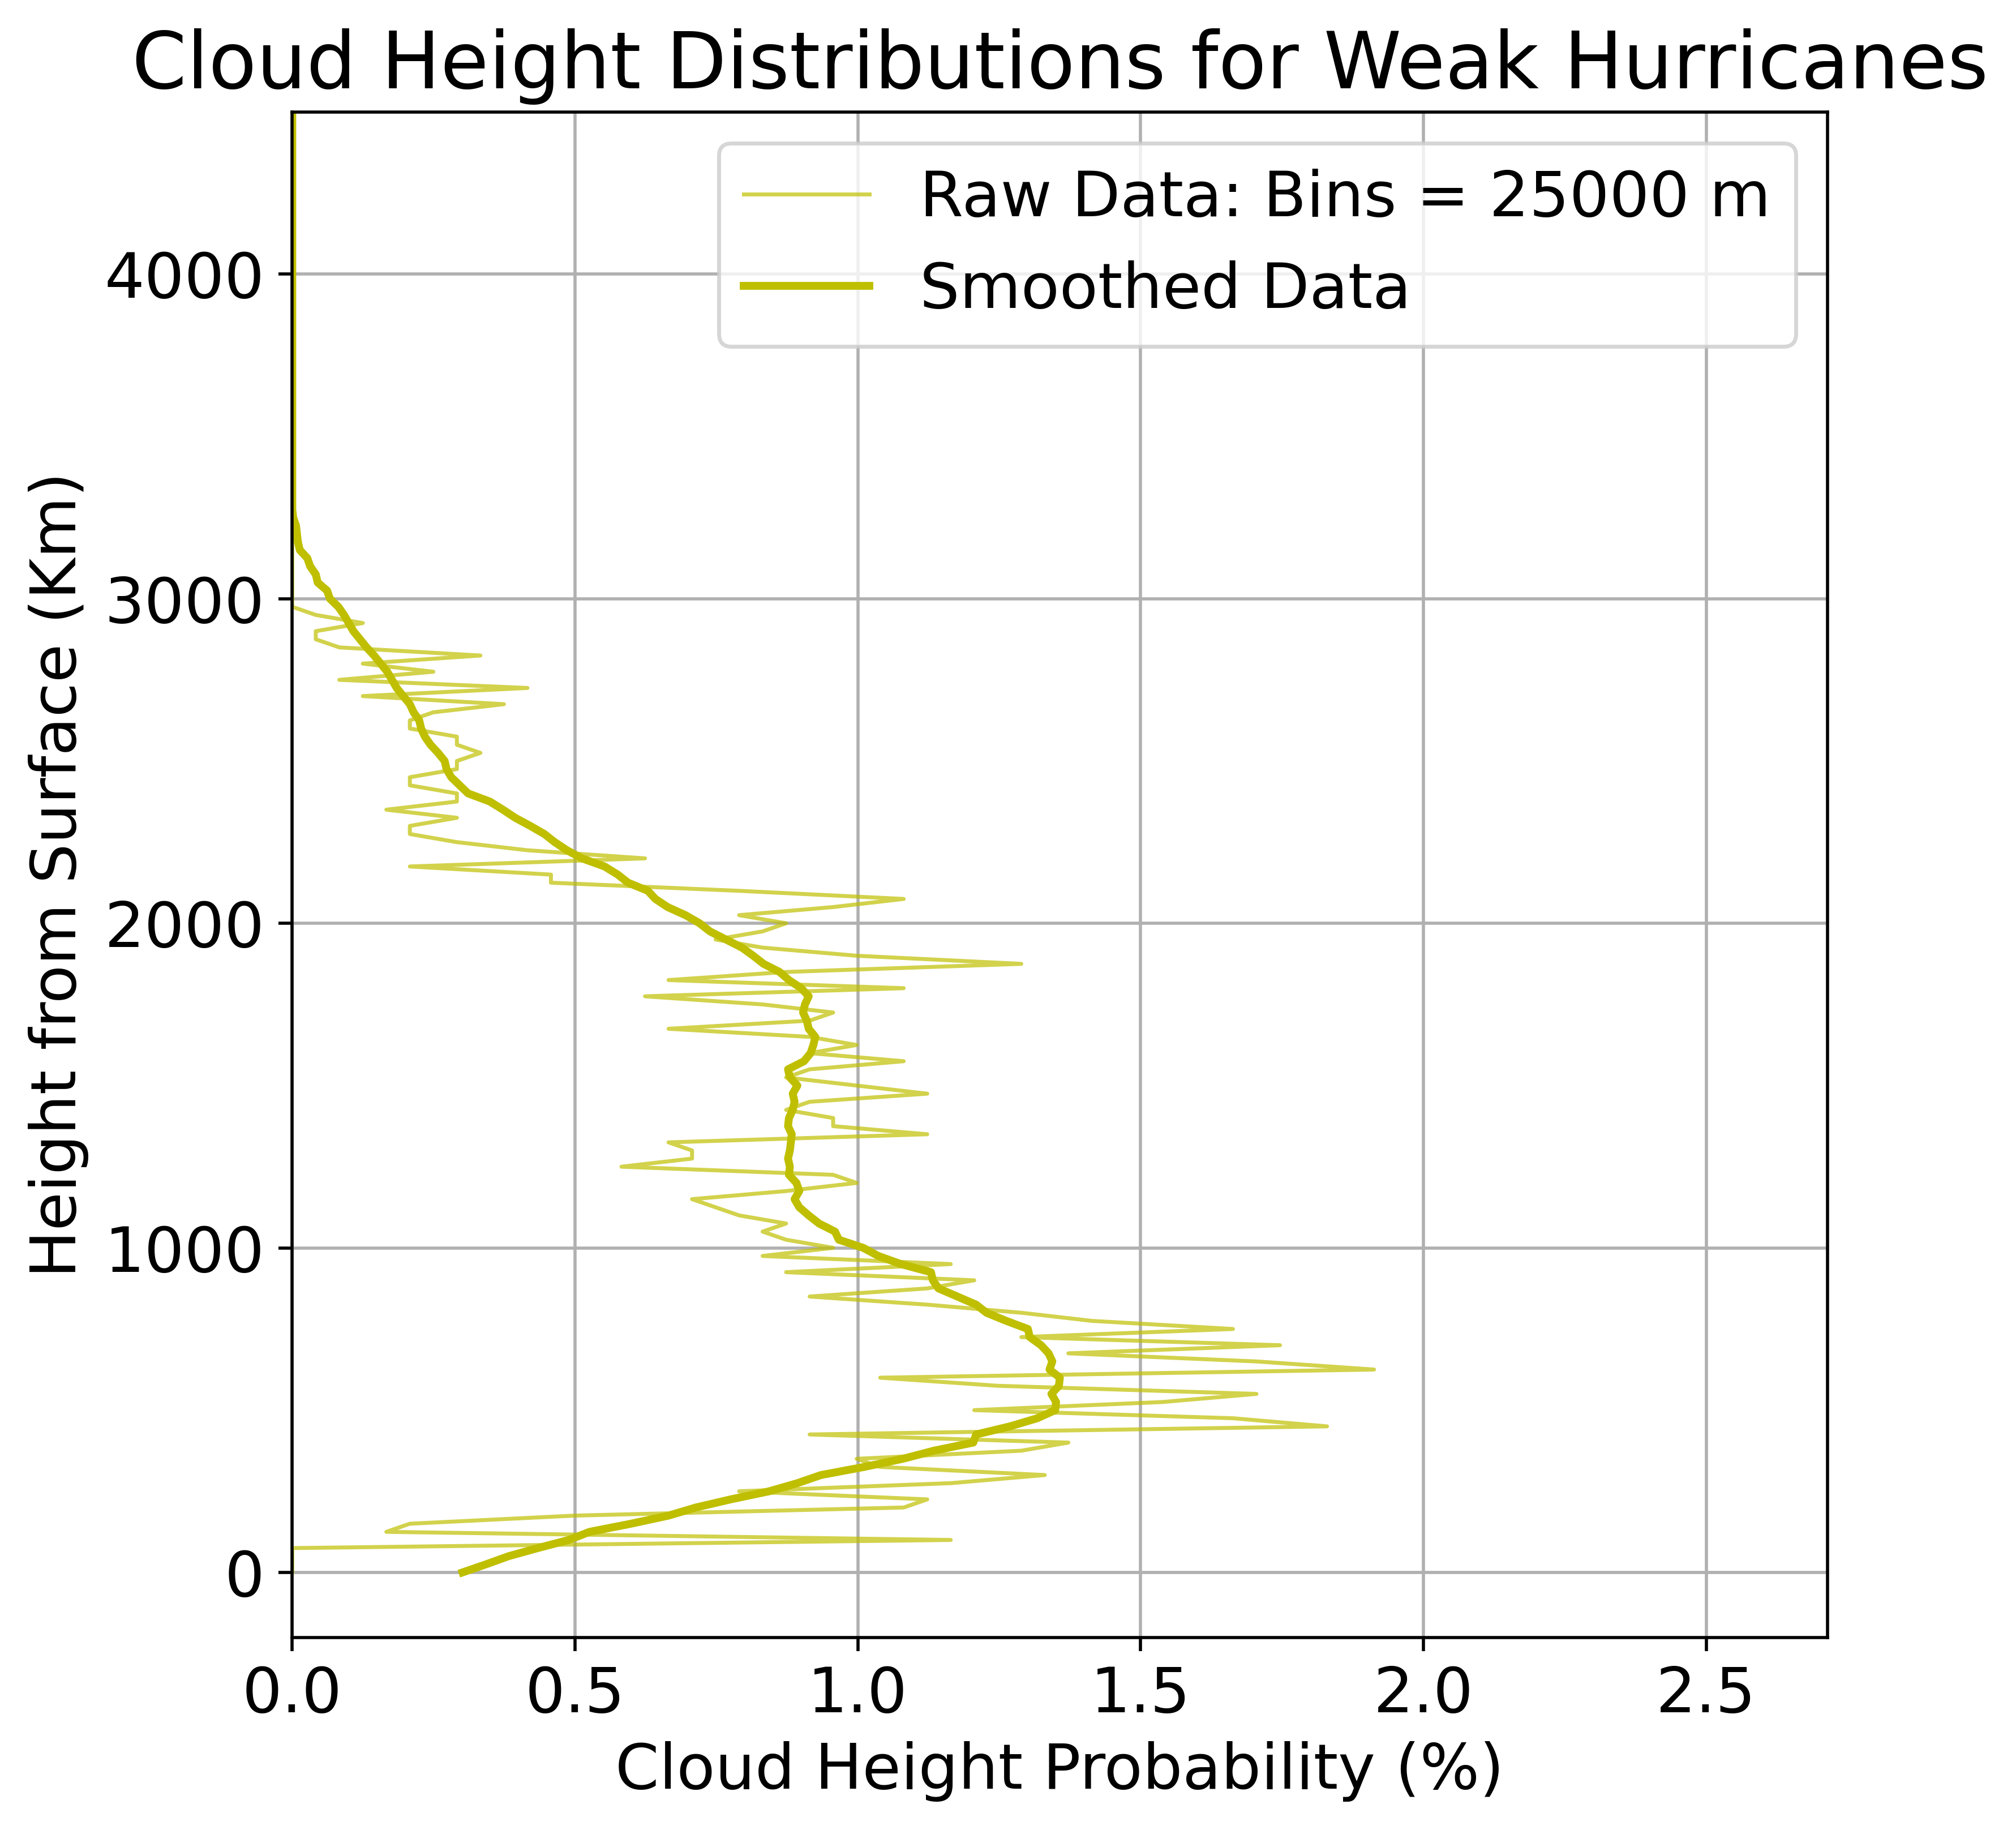 Cloud Height Distributions for Weak Hurricanes
Raw Data: Bins = 25000 m
Smoothed Data
Height from Surface (Km)
4000
3000
2000
1000
0
0.0 0.5 1.0 1.5 2.0 2.5
Cloud Height Probability (%)